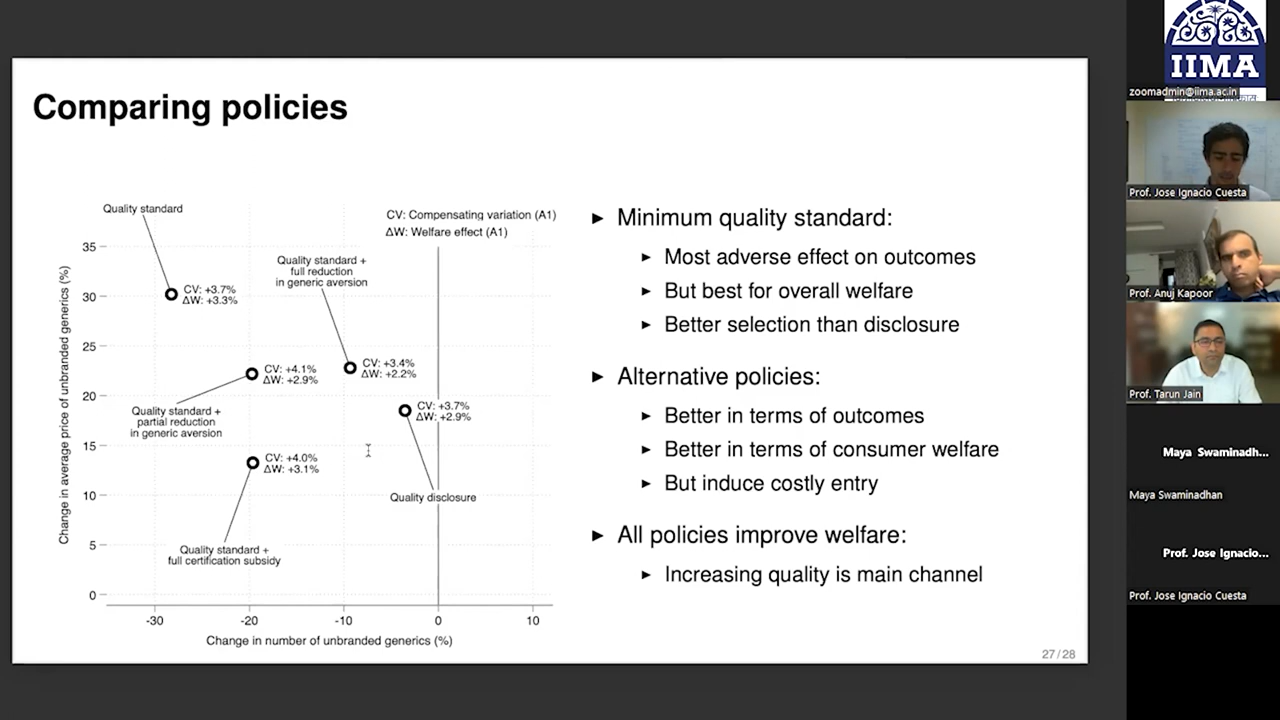 Comparing policies
Quality standard
CV: Compensating variation (A1)
ΔW: Welfare effect (A1)
Quality standard +
full reduction
in generic aversion
CV: +3.7%
ΔW: +3.3%
CV: +3.4%
ΔW: +2.2%
CV: +4.1%
ΔW: +2.9%
CV: +3.7%
ΔW: +2.9%
Quality standard +
partial reduction
in generic aversion
CV: +4.0%
ΔW: +3.1%
Quality disclosure
Quality standard +
full certification subsidy
Change in average price of unbranded generics (%)
35
30
25
20
15
10
5
0
-30
-20
-10
0
10
Change in number of unbranded generics (%)
► Minimum quality standard:
► Most adverse effect on outcomes
► But best for overall welfare
► Better selection than disclosure
► Alternative policies:
► Better in terms of outcomes
► Better in terms of consumer welfare
► But induce costly entry
► All policies improve welfare:
► Increasing quality is main channel
27/28
IIMA
zoomadmin@iima.ac.in
Prof. Jose Ignacio Cuesta
Prof. Anuj Kapoor
Prof. Tarun Jain
Maya Swaminadh...
Maya Swaminadhan
Prof. Jose Ignacio...
Prof. Jose Ignacio Cuesta